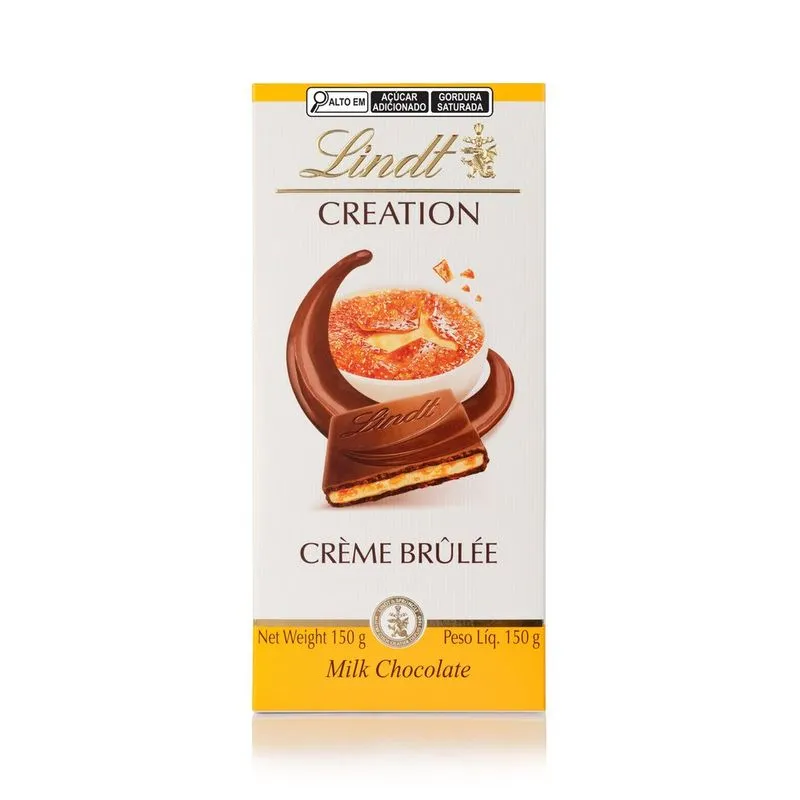 ALTO EM
AÇÚCAR ADICIONADO
GORDURA SATURADA
Lindt
CREATION
Lindt
CRÈME BRÛLÉE
Net Weight 150 g
Peso Líq. 150 g
Milk Chocolate